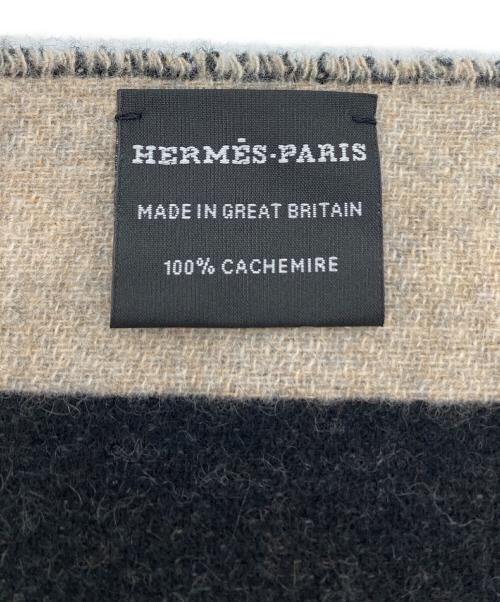 HERMÈS-PARIS
MADE IN GREAT BRITAIN
100% CACHEMIRE